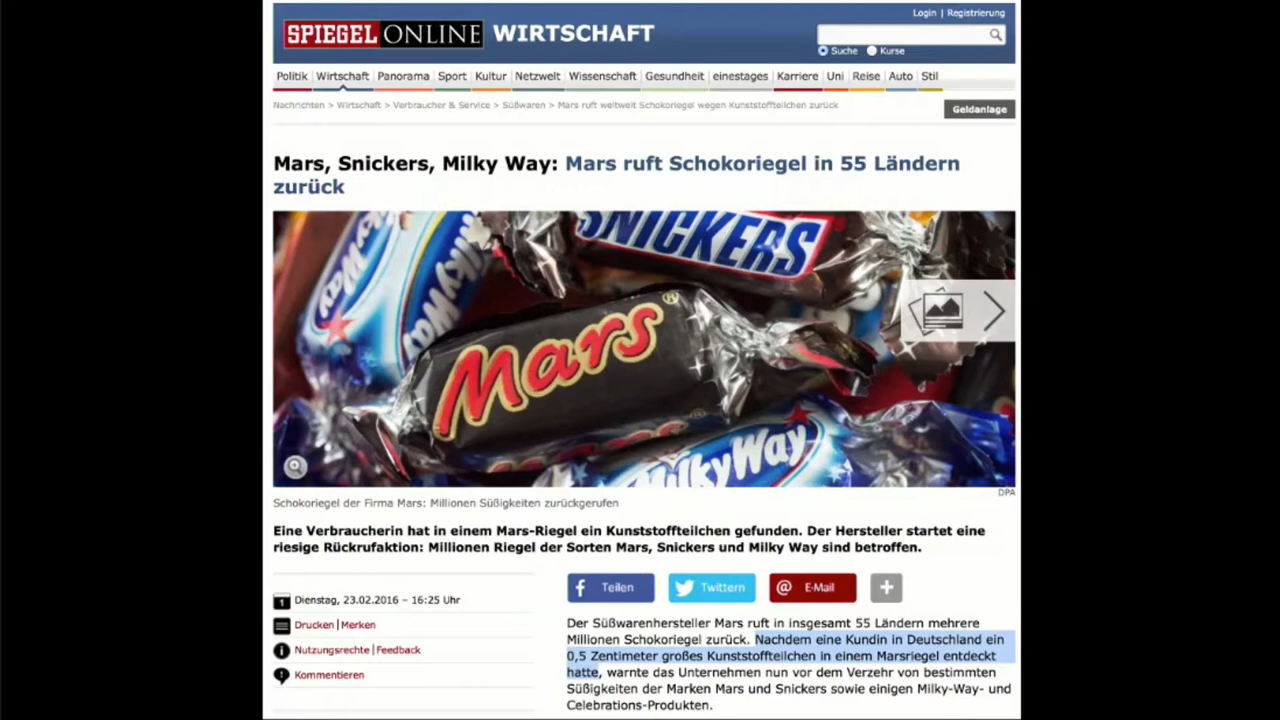 Login | Registrierung
SPIEGEL ONLINE WIRTSCHAFT
Suche Kurse
Politik Wirtschaft Panorama Sport Kultur Netzwelt Wissenschaft Gesundheit einestages Karriere Uni Reise Auto Stil
Nachrichten > Wirtschaft > Verbraucher & Service > Süßwaren > Mars ruft weltweit Schokoriegel wegen Kunststoffteilchen zurück
Geldanlage
Mars, Snickers, Milky Way: Mars ruft Schokoriegel in 55 Ländern
zurück
SNICKERS
Milky Way
Milky Way
Mars®
Mars
Milky Way
DPA
Schokoriegel der Firma Mars: Millionen Süßigkeiten zurückgerufen
Eine Verbraucherin hat in einem Mars-Riegel ein Kunststoffteilchen gefunden. Der Hersteller startet eine
riesige Rückrufaktion: Millionen Riegel der Sorten Mars, Snickers und Milky Way sind betroffen.
f Teilen Twittern @ E-Mail +
1 Dienstag, 23.02.2016 – 16:25 Uhr
Drucken | Merken
i Nutzungsrechte | Feedback
! Kommentieren
Der Süßwarenhersteller Mars ruft in insgesamt 55 Ländern mehrere
Millionen Schokoriegel zurück. Nachdem eine Kundin in Deutschland ein
0,5 Zentimeter großes Kunststoffteilchen in einem Marsriegel entdeckt
hatte, warnte das Unternehmen nun vor dem Verzehr von bestimmten
Süßigkeiten der Marken Mars und Snickers sowie einigen Milky-Way- und
Celebrations-Produkten.